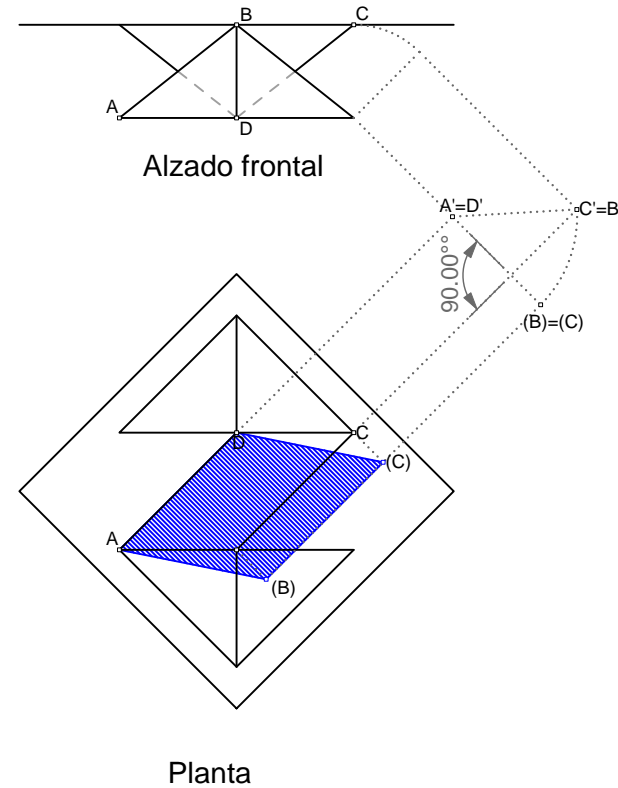 B
C
A
D
Alzado frontal
A'=D'
C'=B
90.00°°
(B)=(C)
D
C
(C)
A
(B)
Planta